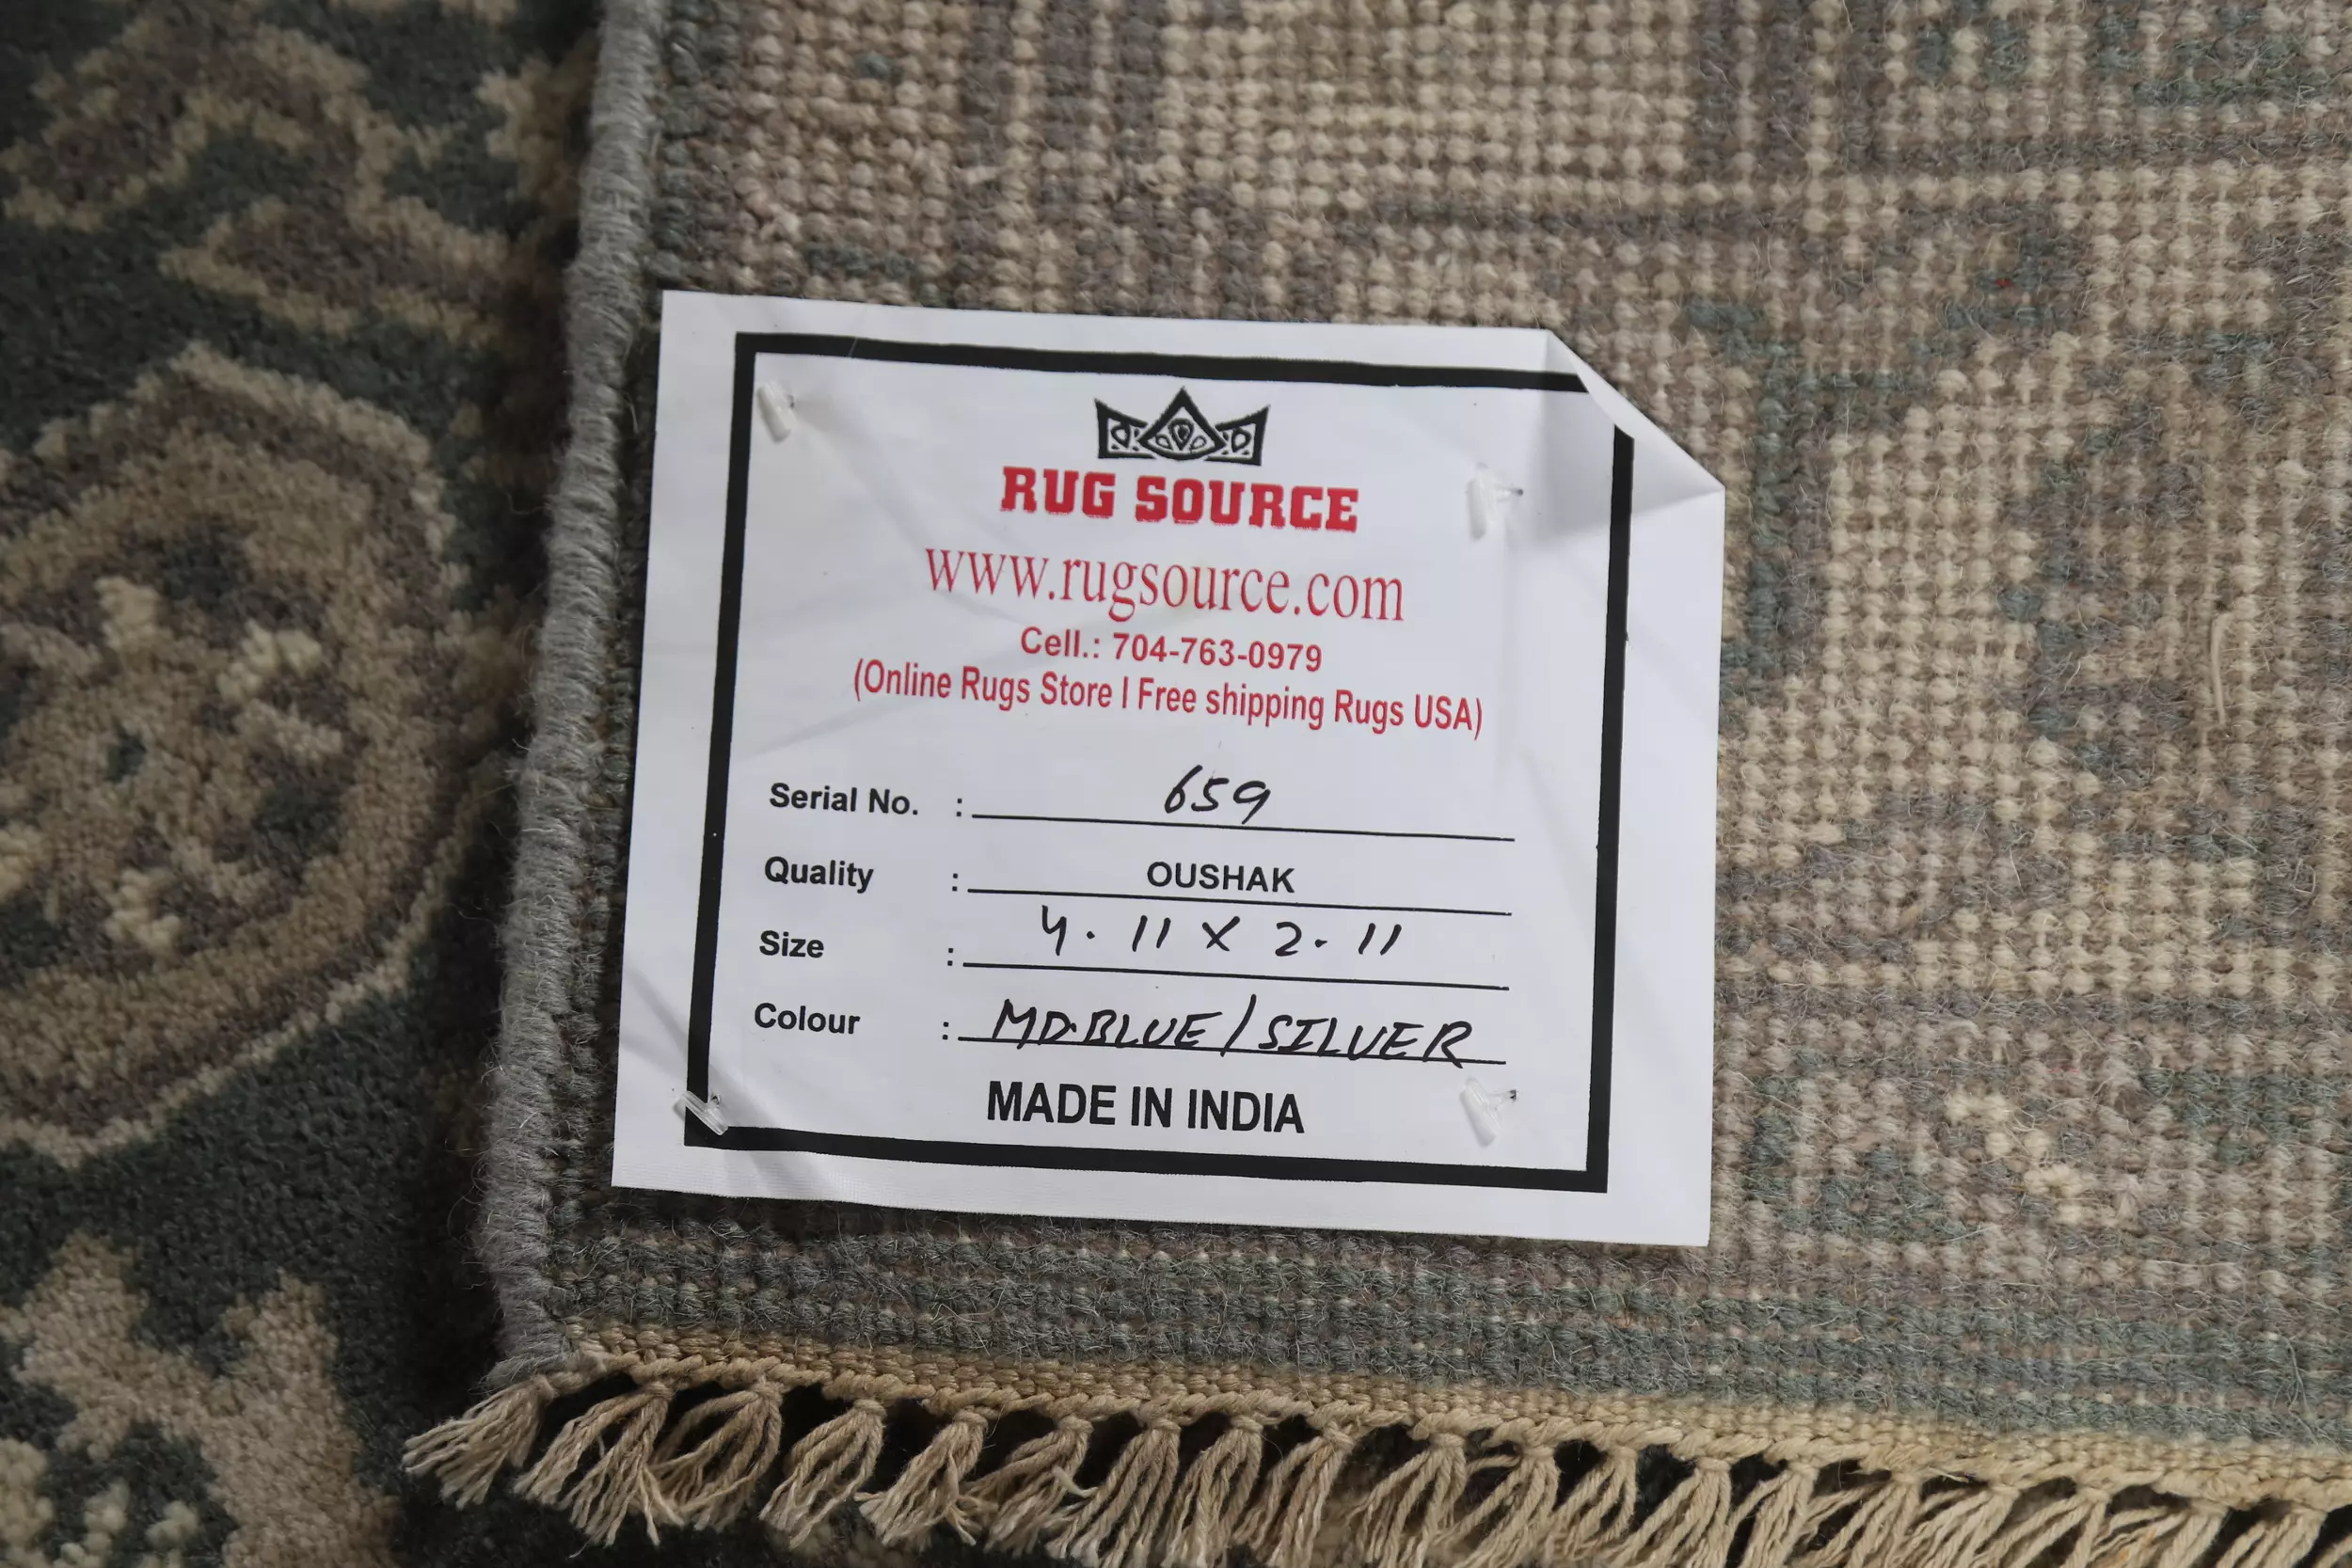 RUG SOURCE
www.rugsource.com
Cell.: 704-763-0979
(Online Rugs Store | Free shipping Rugs USA)
Serial No. : 659
Quality : OUSHAK
Size : 4.11 X 2.11
Colour : MD.BLUE/SILVER
MADE IN INDIA